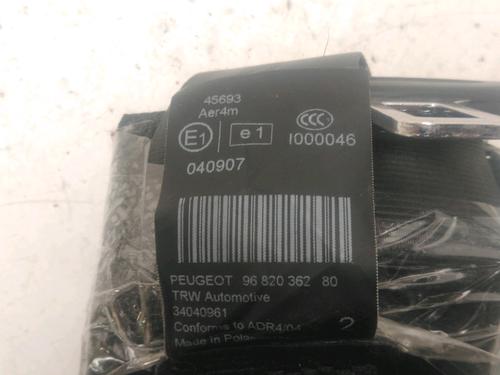 45693
Aer4m
E1 e1 CCC I000046
040907
PEUGEOT 96 820 362 80
TRW Automotive
34040961
Conforms to ADR4/04 2
Made in